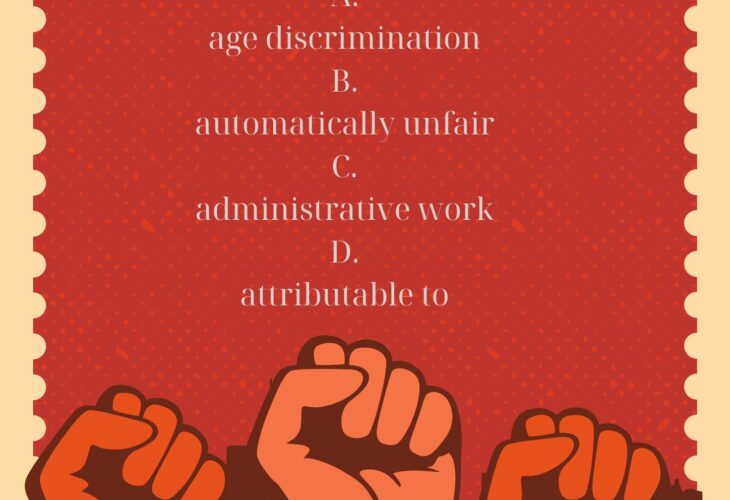 A.
age discrimination
B.
automatically unfair
C.
administrative work
D.
attributable to